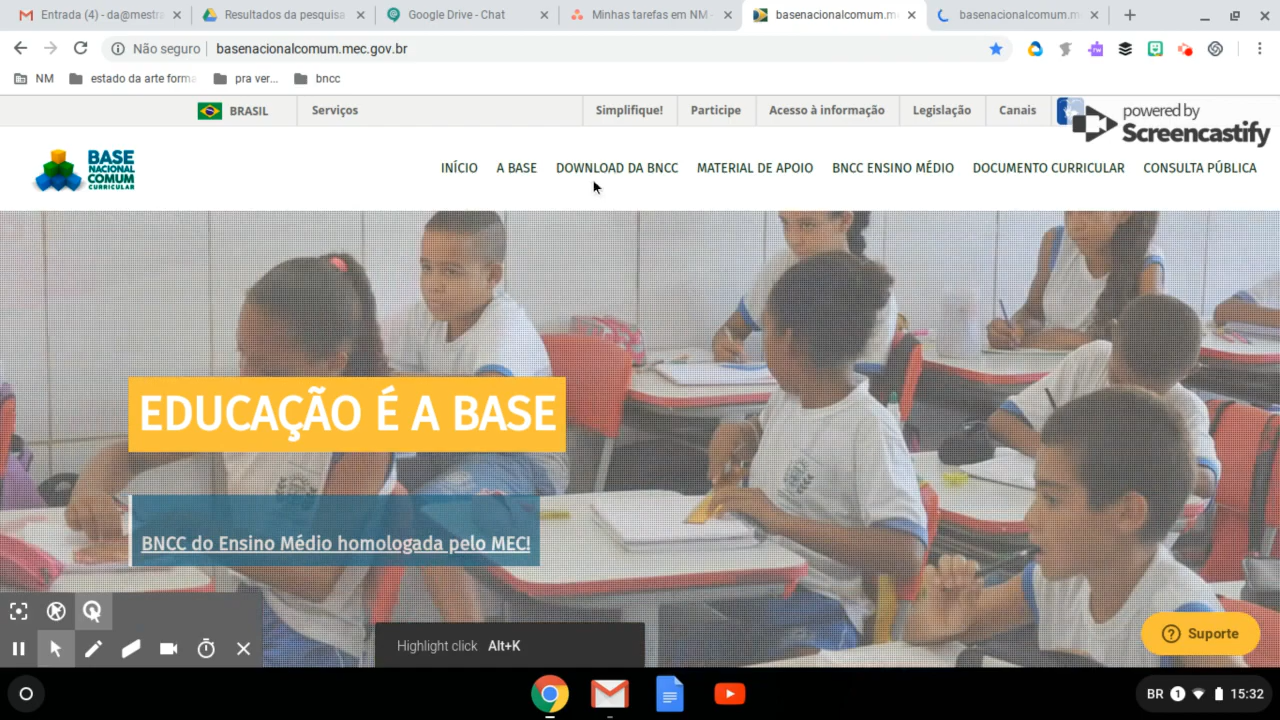 Entrada (4) - da@mestra
Resultados da pesquisa
Google Drive - Chat
Minhas tarefas em NM -
basenacionalcomum.me
basenacionalcomum.m
Não seguro
basenacionalcomum.mec.gov.br
NM
estado da arte forma
pra ver...
bncc
BRASIL
Serviços
Simplifique!
Participe
Acesso à informação
Legislação
Canais
powered by
Screencastify
BASE
NACIONAL
COMUM
CURRICULAR
INÍCIO
A BASE
DOWNLOAD DA BNCC
MATERIAL DE APOIO
BNCC ENSINO MÉDIO
DOCUMENTO CURRICULAR
CONSULTA PÚBLICA
EDUCAÇÃO É A BASE
BNCC do Ensino Médio homologada pelo MEC!
Highlight click Alt+K
Suporte
BR 1 15:32